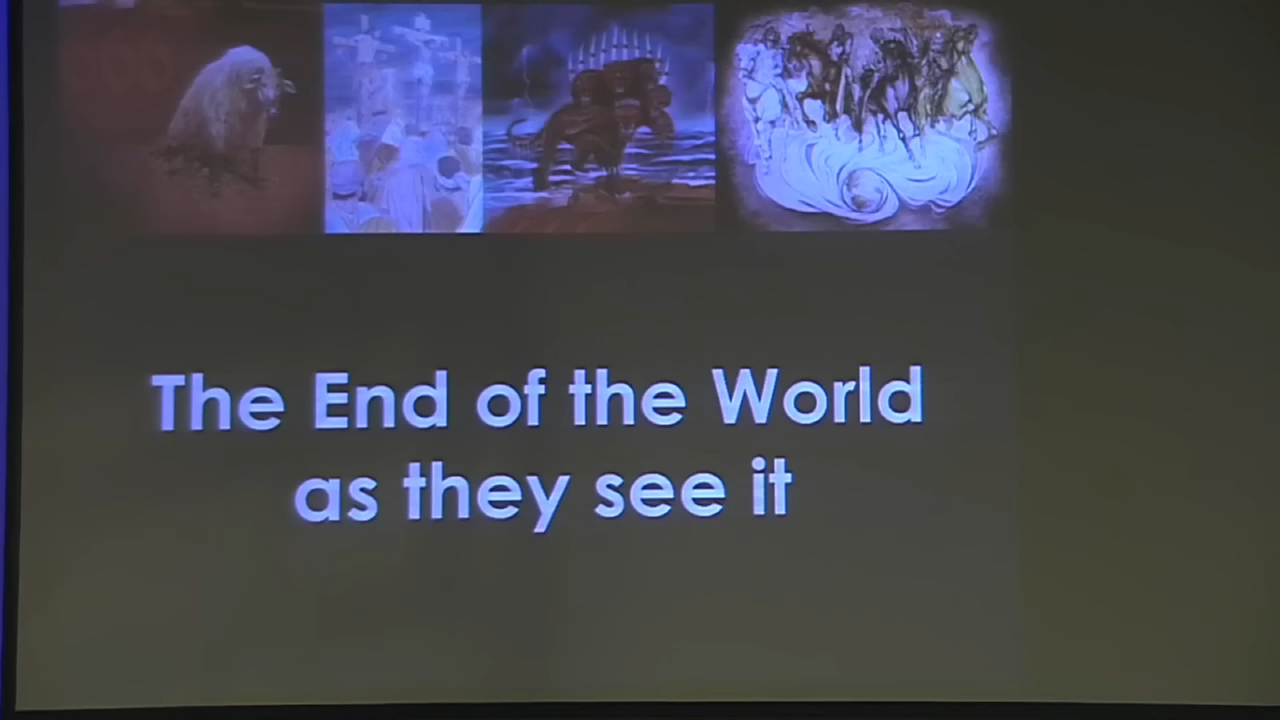 The End of the World
as they see it